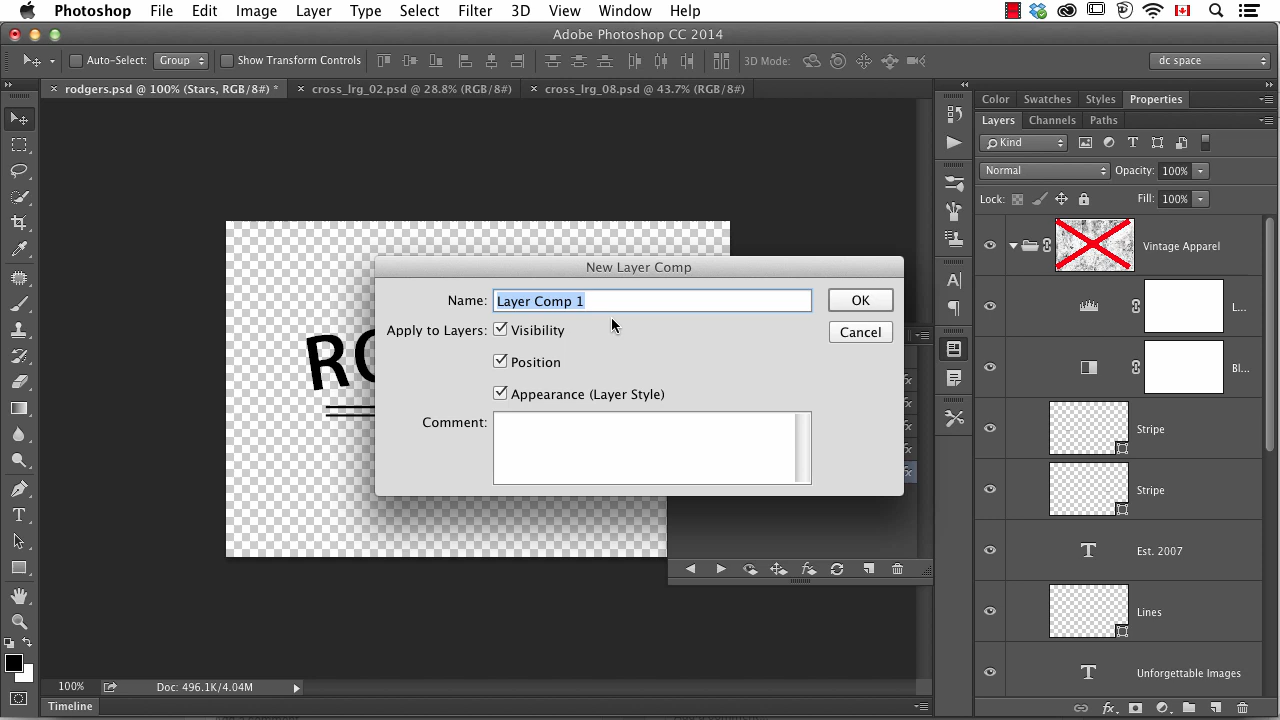 Photoshop File Edit Image Layer Type Select Filter 3D View Window Help
Adobe Photoshop CC 2014
Auto-Select: Group Show Transform Controls 3D Mode: dc space
rodgers.psd @ 100% (Stars, RGB/8#) * cross_lrg_02.psd @ 28.8% (RGB/8#) cross_lrg_08.psd @ 43.7% (RGB/8#)
Color Swatches Styles Properties
Layers Channels Paths
Kind
Normal Opacity: 100%
Lock: Fill: 100%
Vintage Apparel
L...
Bl...
Stripe
Stripe
Est. 2007
Lines
Unforgettable Images
New Layer Comp
Name: Layer Comp 1 OK
Apply to Layers: Visibility Cancel
Position
Appearance (Layer Style)
Comment:
100% Doc: 496.1K/4.04M
Timeline